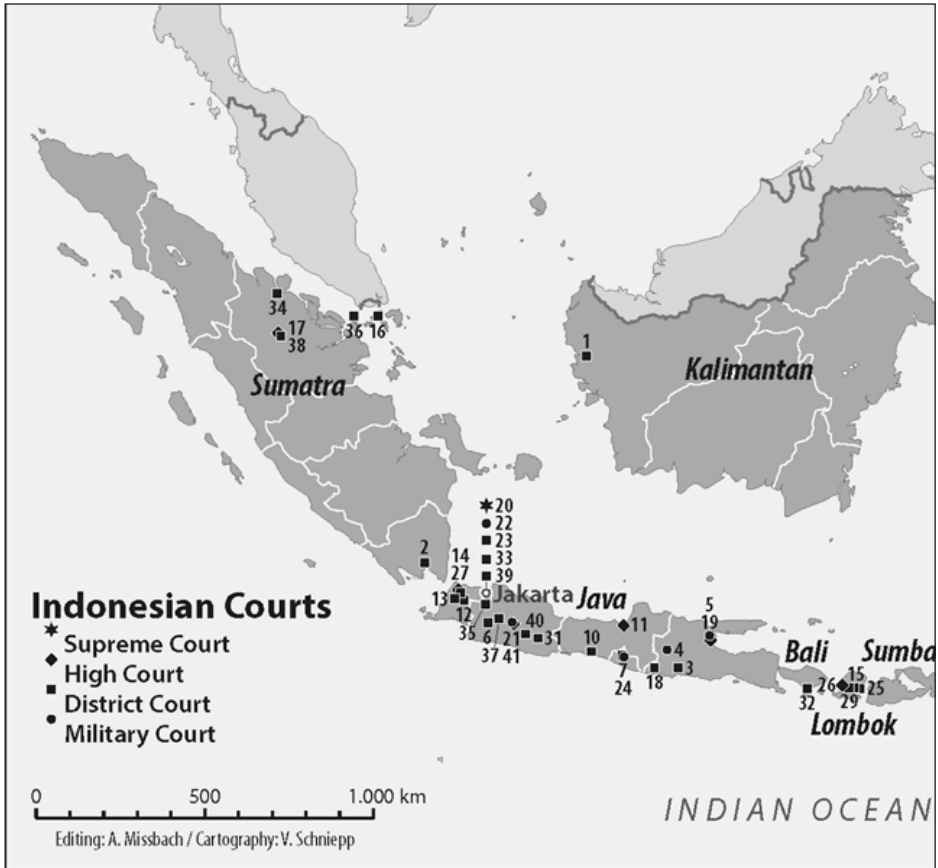 34
17
38
Sumatra
36 16
1
Kalimantan
20
22
23
33
39
Jakarta
2
14
27
13
12
35
6
37
21
41
40
31
Java
10
11
7
24
4
18
3
5
19
Bali
Sumba
26
15
29
25
32
Lombok
Indonesian Courts
Supreme Court
High Court
District Court
Military Court
0 500 1.000 km
Editing: A. Missbach / Cartography: V. Schniepp
INDIAN OCEAN